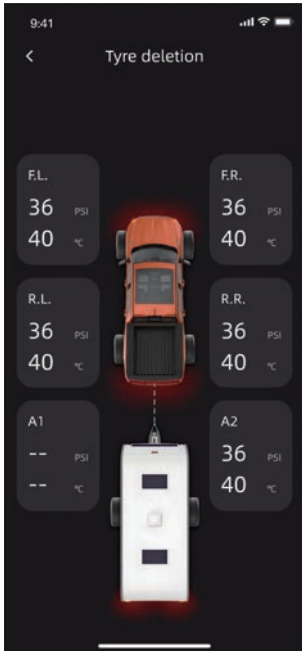 9:41
Tyre deletion
F.L.
36 PSI
40 ℃
F.R.
36 PSI
40 ℃
R.L.
36 PSI
40 ℃
R.R.
36 PSI
40 ℃
A1
-- PSI
-- ℃
A2
36 PSI
40 ℃